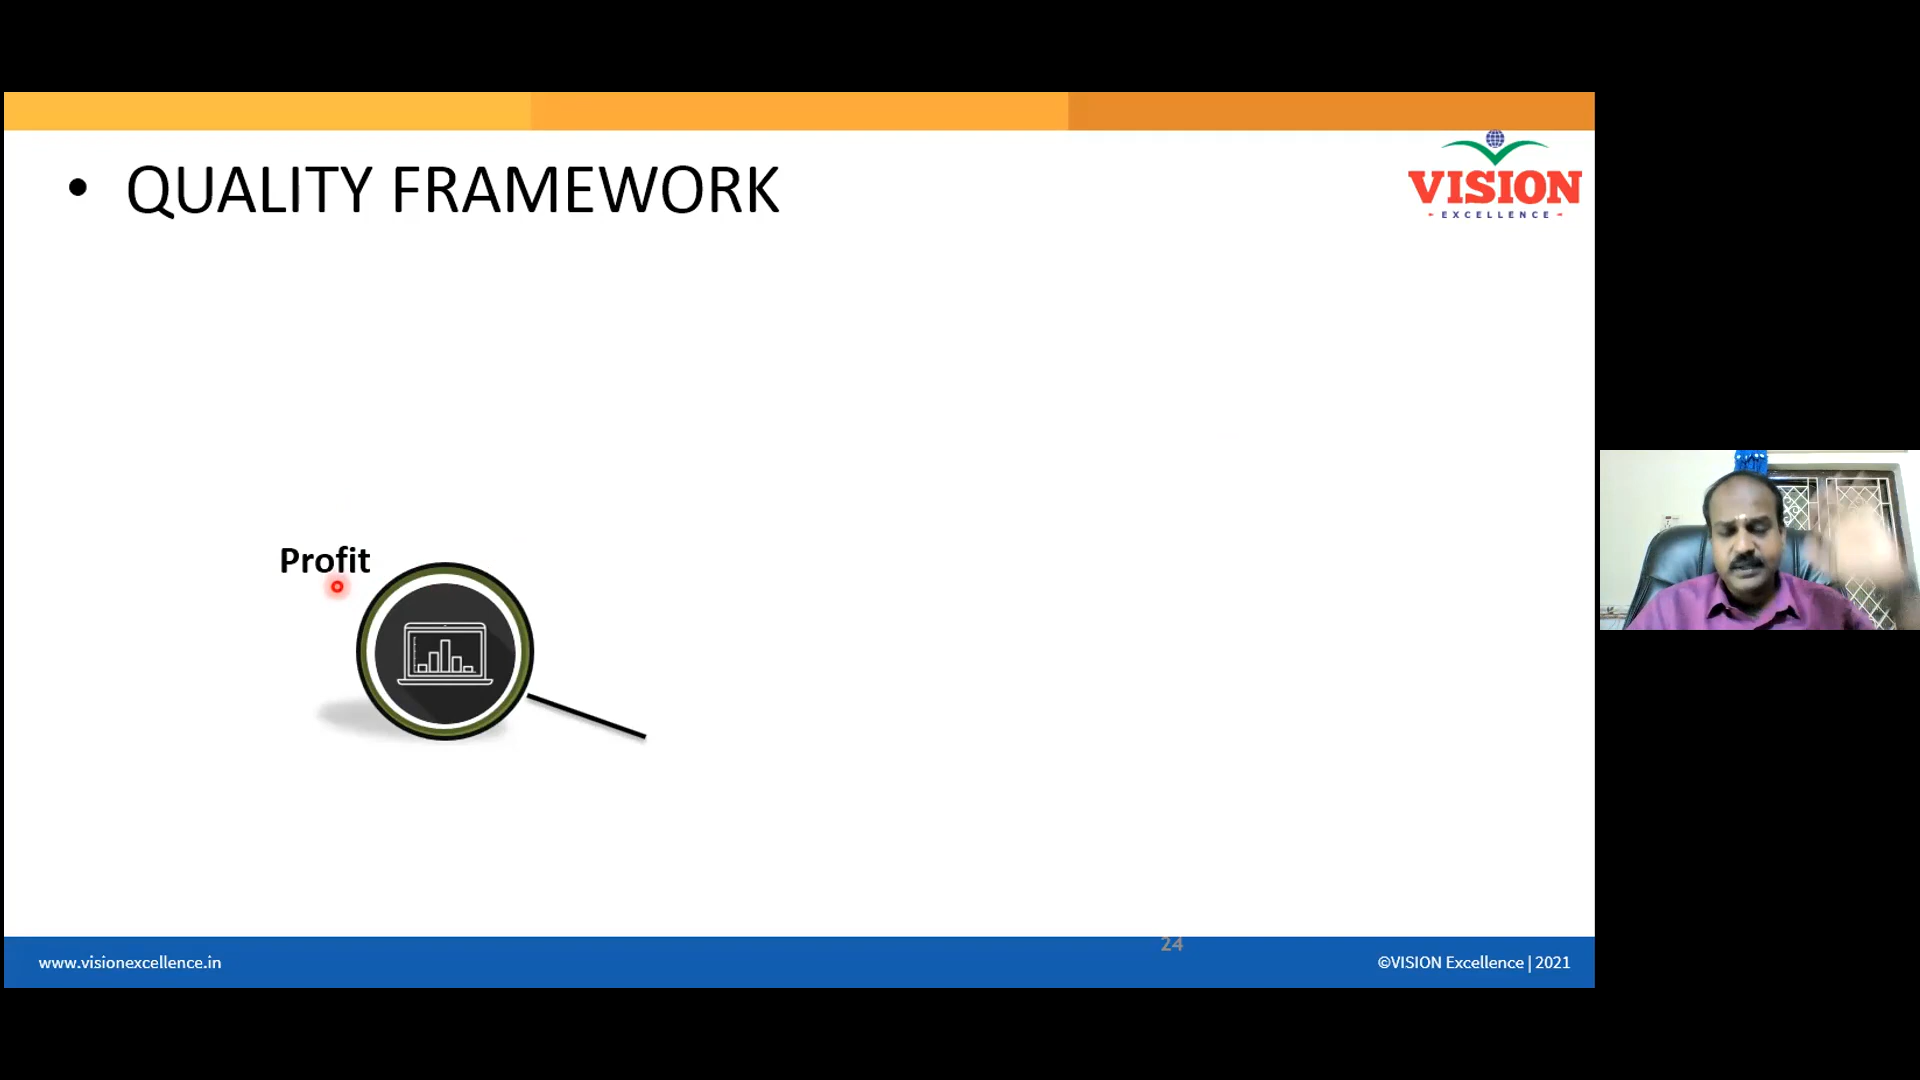 • QUALITY FRAMEWORK
VISION
- EXCELLENCE -
Profit
24
www.visionexcellence.in
©VISION Excellence | 2021